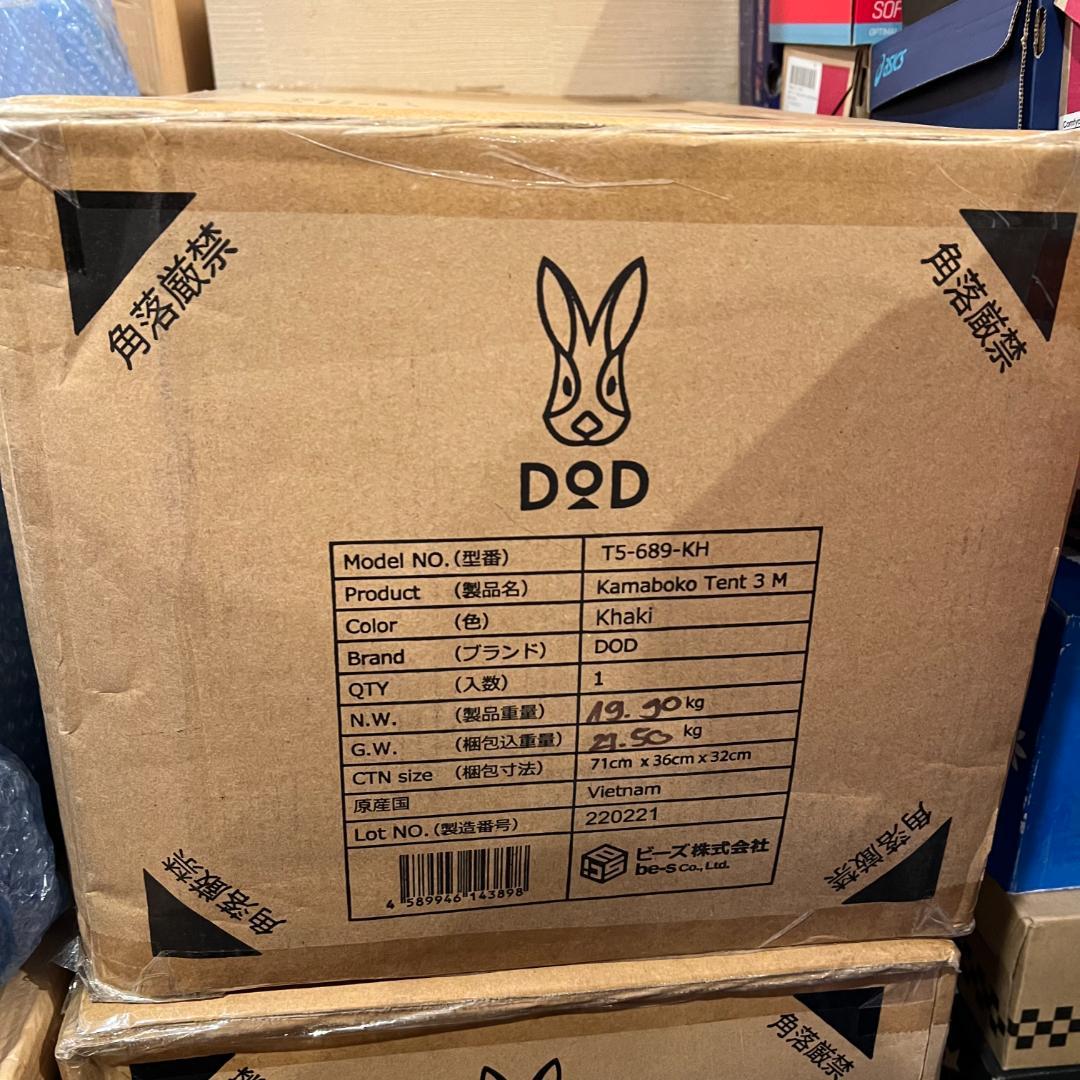 SOF
OPTIMAL
asics
Comfyc
角落厳禁
角落厳禁
DOD
Model NO.(型番) T5-689-KH
Product (製品名) Kamaboko Tent 3 M
Color (色) Khaki
Brand (ブランド) DOD
QTY (入数) 1
N.W. (製品重量) 19.90 kg
G.W. (梱包込重量) 21.50 kg
CTN size (梱包寸法) 71cm x 36cm x 32cm
原産国 Vietnam
Lot NO.(製造番号) 220221
4 589946 143898
ビーズ株式会社
be-s Co., Ltd.
角落厳禁
角落厳禁
角落厳禁